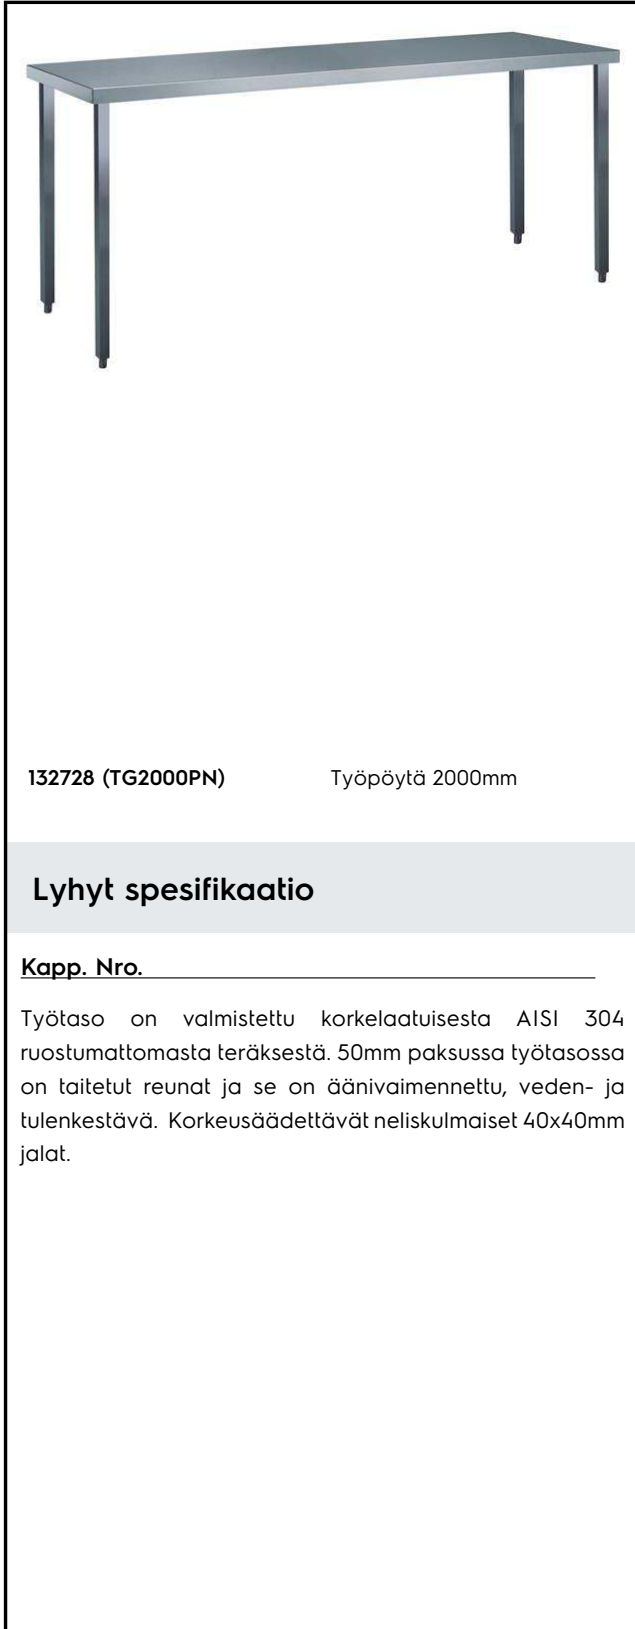 132728 (TG2000PN) Työpöytä 2000mm
Lyhyt spesifikaatio
Kapp. Nro.
Työtaso on valmistettu korkelaatuisesta AISI 304
ruostumattomasta teräksestä. 50mm paksussa työtasossa
on taitetut reunat ja se on äänivaimennettu, veden- ja
tulenkestävä. Korkeusäädettävät neliskulmaiset 40x40mm
jalat.